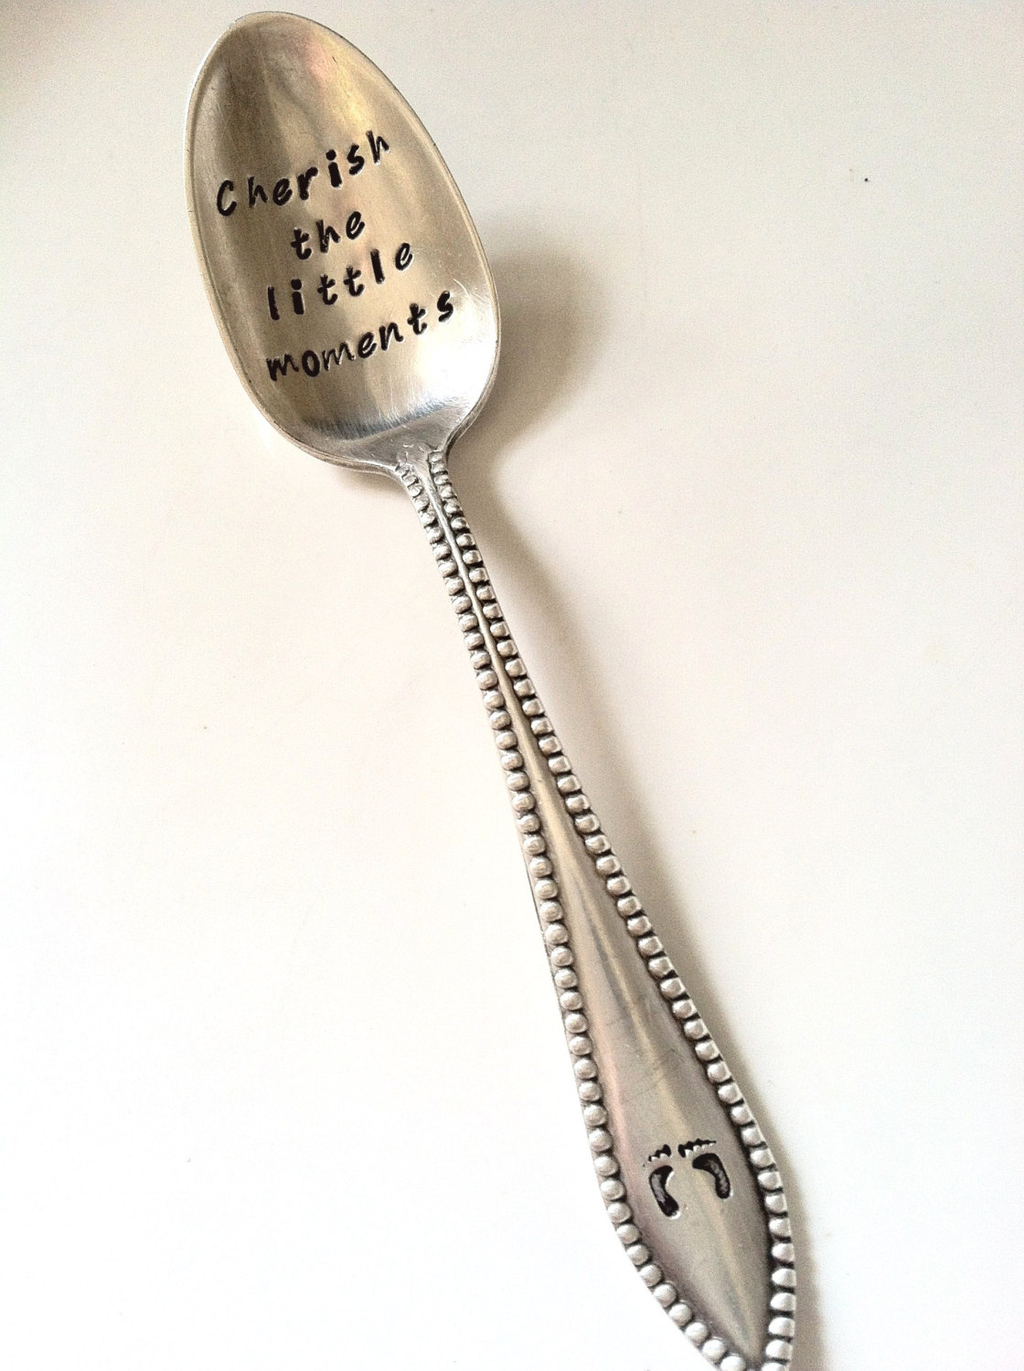 Cherish
the
little
moments